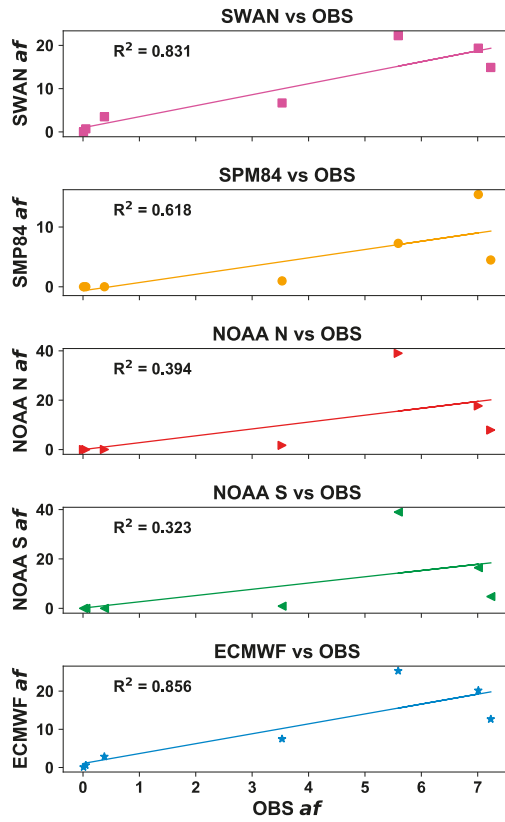 SWAN vs OBS
R² = 0.831
20
10
0
SWAN af
SPM84 vs OBS
R² = 0.618
10
0
SMP84 af
NOAA N vs OBS
R² = 0.394
40
20
0
NOAA N af
NOAA S vs OBS
R² = 0.323
40
20
0
NOAA S af
ECMWF vs OBS
R² = 0.856
20
10
0
ECMWF af
0 1 2 3 4 5 6 7
OBS af